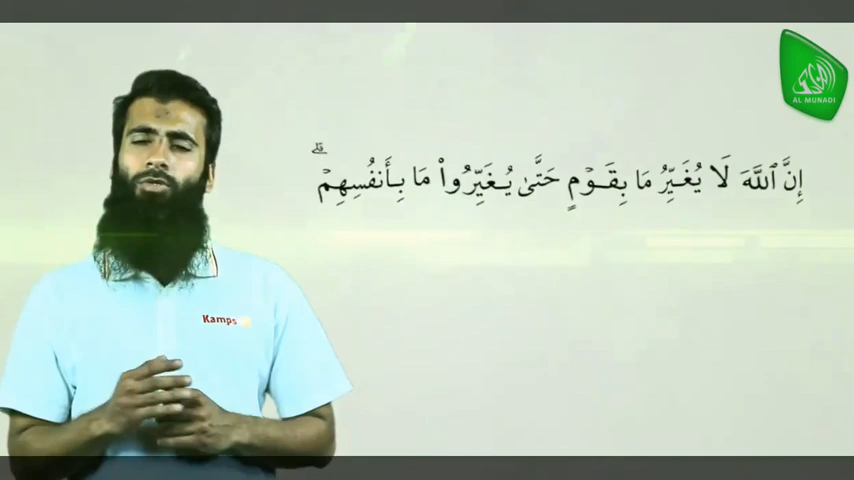 إِنَّ ٱللَّهَ لَا يُغَيِّرُ مَا بِقَوۡمٍ حَتَّىٰ يُغَيِّرُواْ مَا بِأَنفُسِهِمۡۗ
AL MUNADI
Kamps